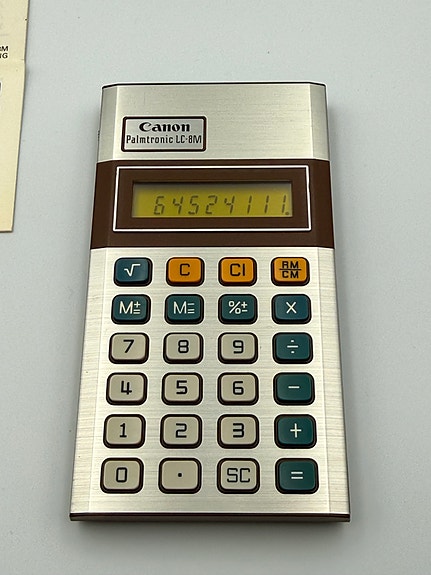 Canon
Palmtronic LC-8M
64524111.
√ C CI RM/CM
M± M= %± X
7 8 9 ÷
4 5 6 −
1 2 3 +
0 · SC =